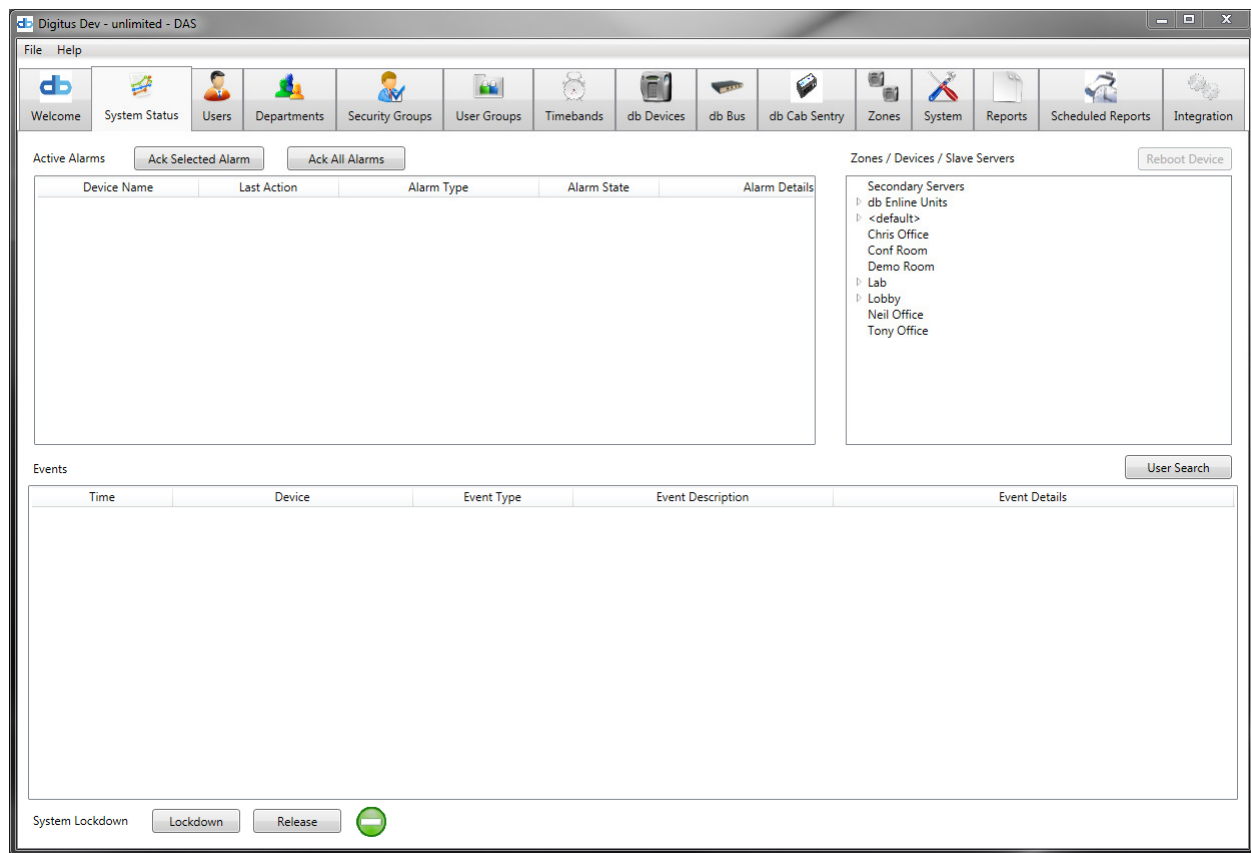 db Digitus Dev - unlimited - DAS
File Help
db
Welcome System Status Users Departments Security Groups User Groups Timebands db Devices db Bus db Cab Sentry Zones System Reports Scheduled Reports Integration
Active Alarms Ack Selected Alarm Ack All Alarms Zones / Devices / Slave Servers Reboot Device
Device Name Last Action Alarm Type Alarm State Alarm Details
Secondary Servers
db Enline Units
<default>
Chris Office
Conf Room
Demo Room
Lab
Lobby
Neil Office
Tony Office
Events User Search
Time Device Event Type Event Description Event Details
System Lockdown Lockdown Release